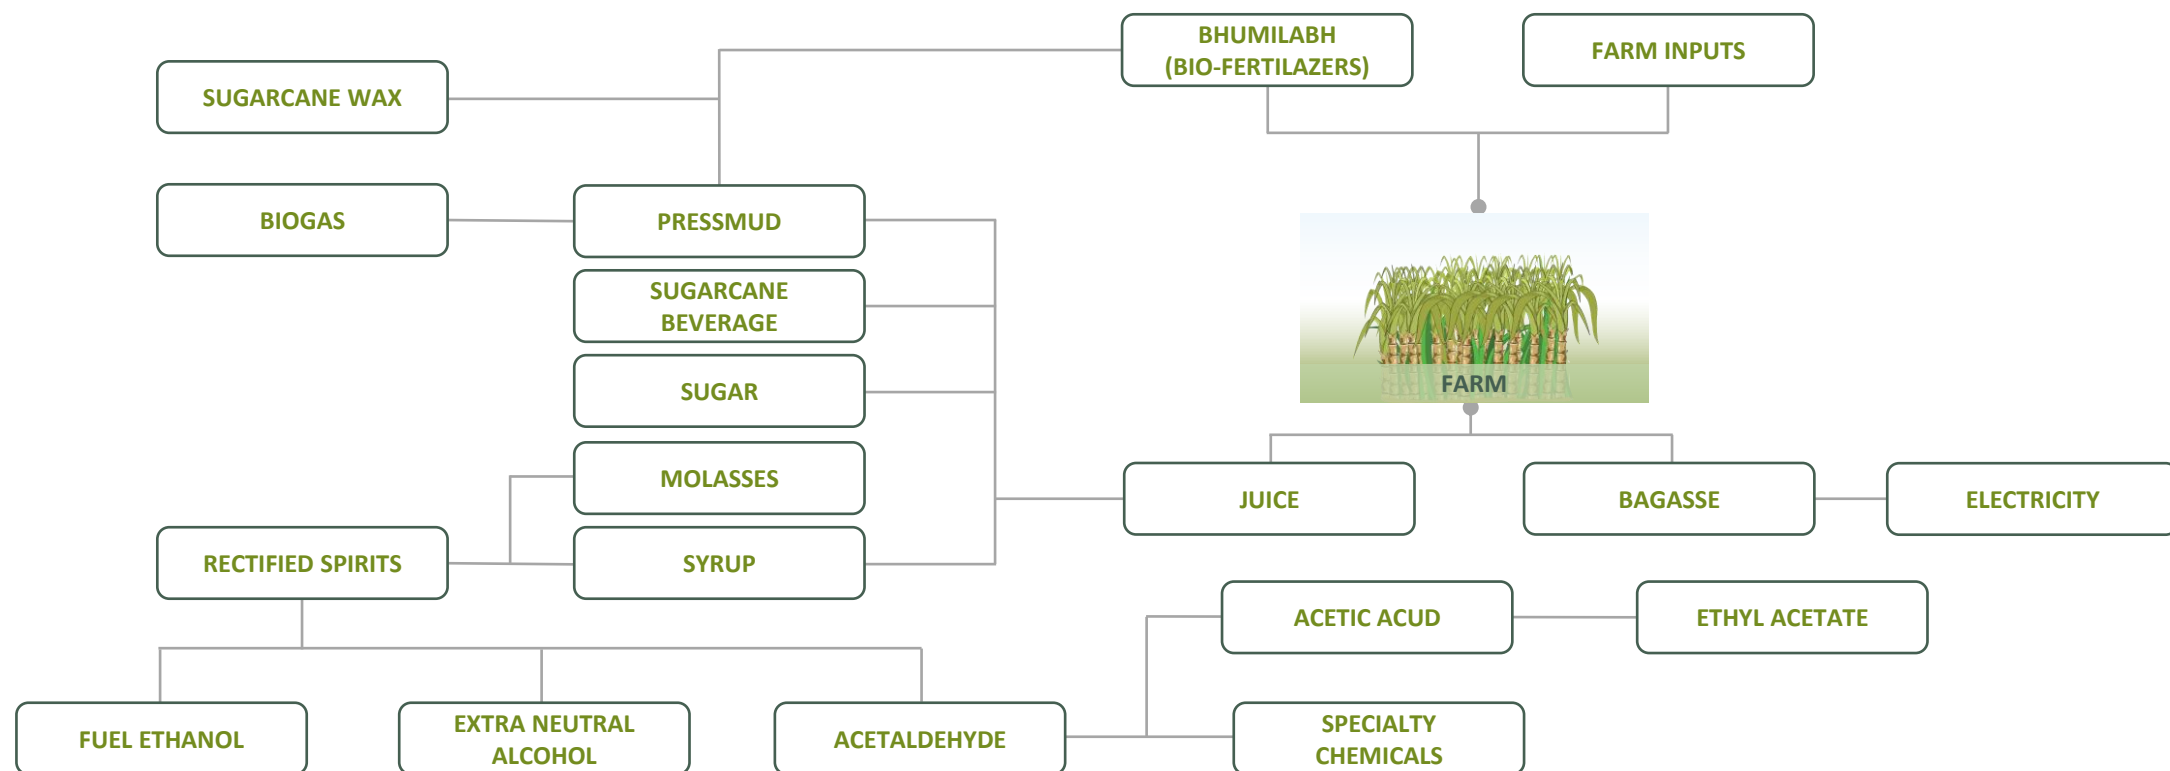 BHUMILABH
(BIO-FERTILAZERS)
FARM INPUTS
SUGARCANE WAX
BIOGAS
PRESSMUD
SUGARCANE
BEVERAGE
SUGAR
FARM
MOLASSES
JUICE
BAGASSE
ELECTRICITY
RECTIFIED SPIRITS
SYRUP
ACETIC ACUD
ETHYL ACETATE
FUEL ETHANOL
EXTRA NEUTRAL
ALCOHOL
ACETALDEHYDE
SPECIALTY
CHEMICALS